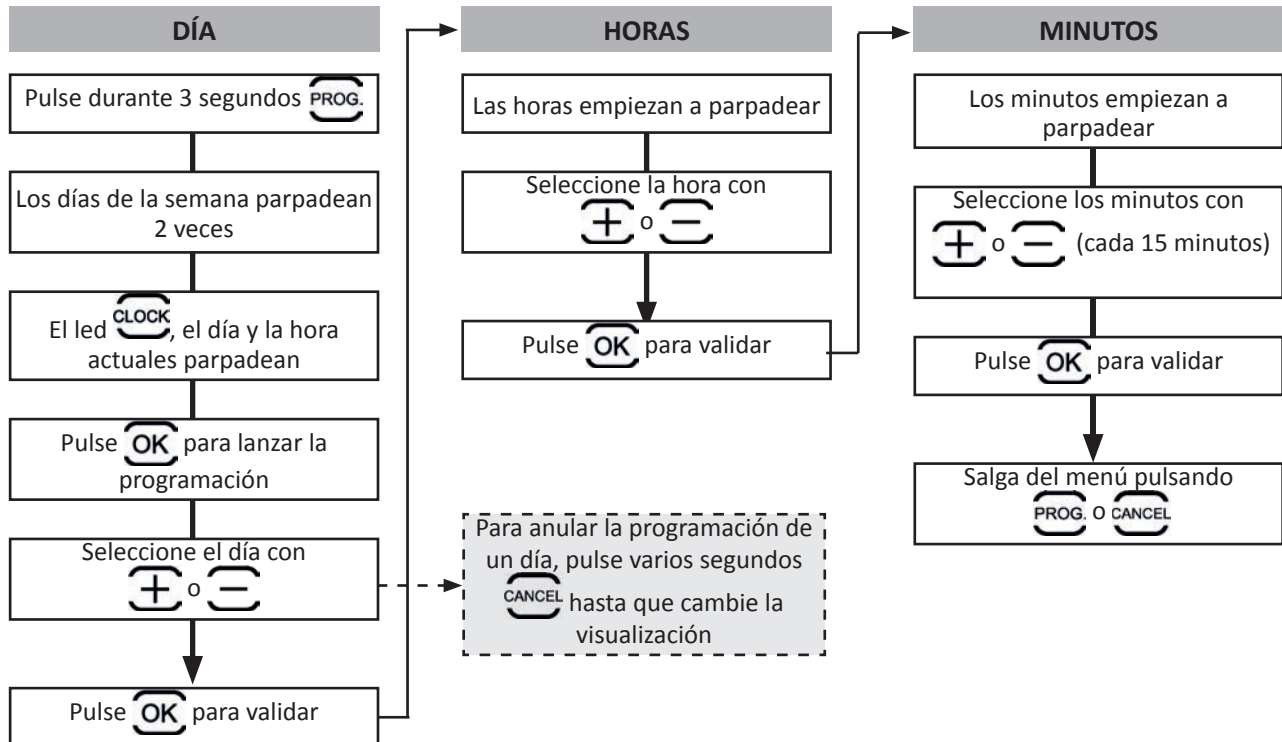 DÍA
Pulse durante 3 segundos PROG.
Los días de la semana parpadean
2 veces
El led CLOCK, el día y la hora
actuales parpadean
Pulse OK para lanzar la
programación
Seleccione el día con
+ o −
Pulse OK para validar
HORAS
Las horas empiezan a parpadear
Seleccione la hora con
+ o −
Pulse OK para validar
Para anular la programación de
un día, pulse varios segundos
CANCEL hasta que cambie la
visualización
MINUTOS
Los minutos empiezan a
parpadear
Seleccione los minutos con
+ o − (cada 15 minutos)
Pulse OK para validar
Salga del menú pulsando
PROG. o CANCEL